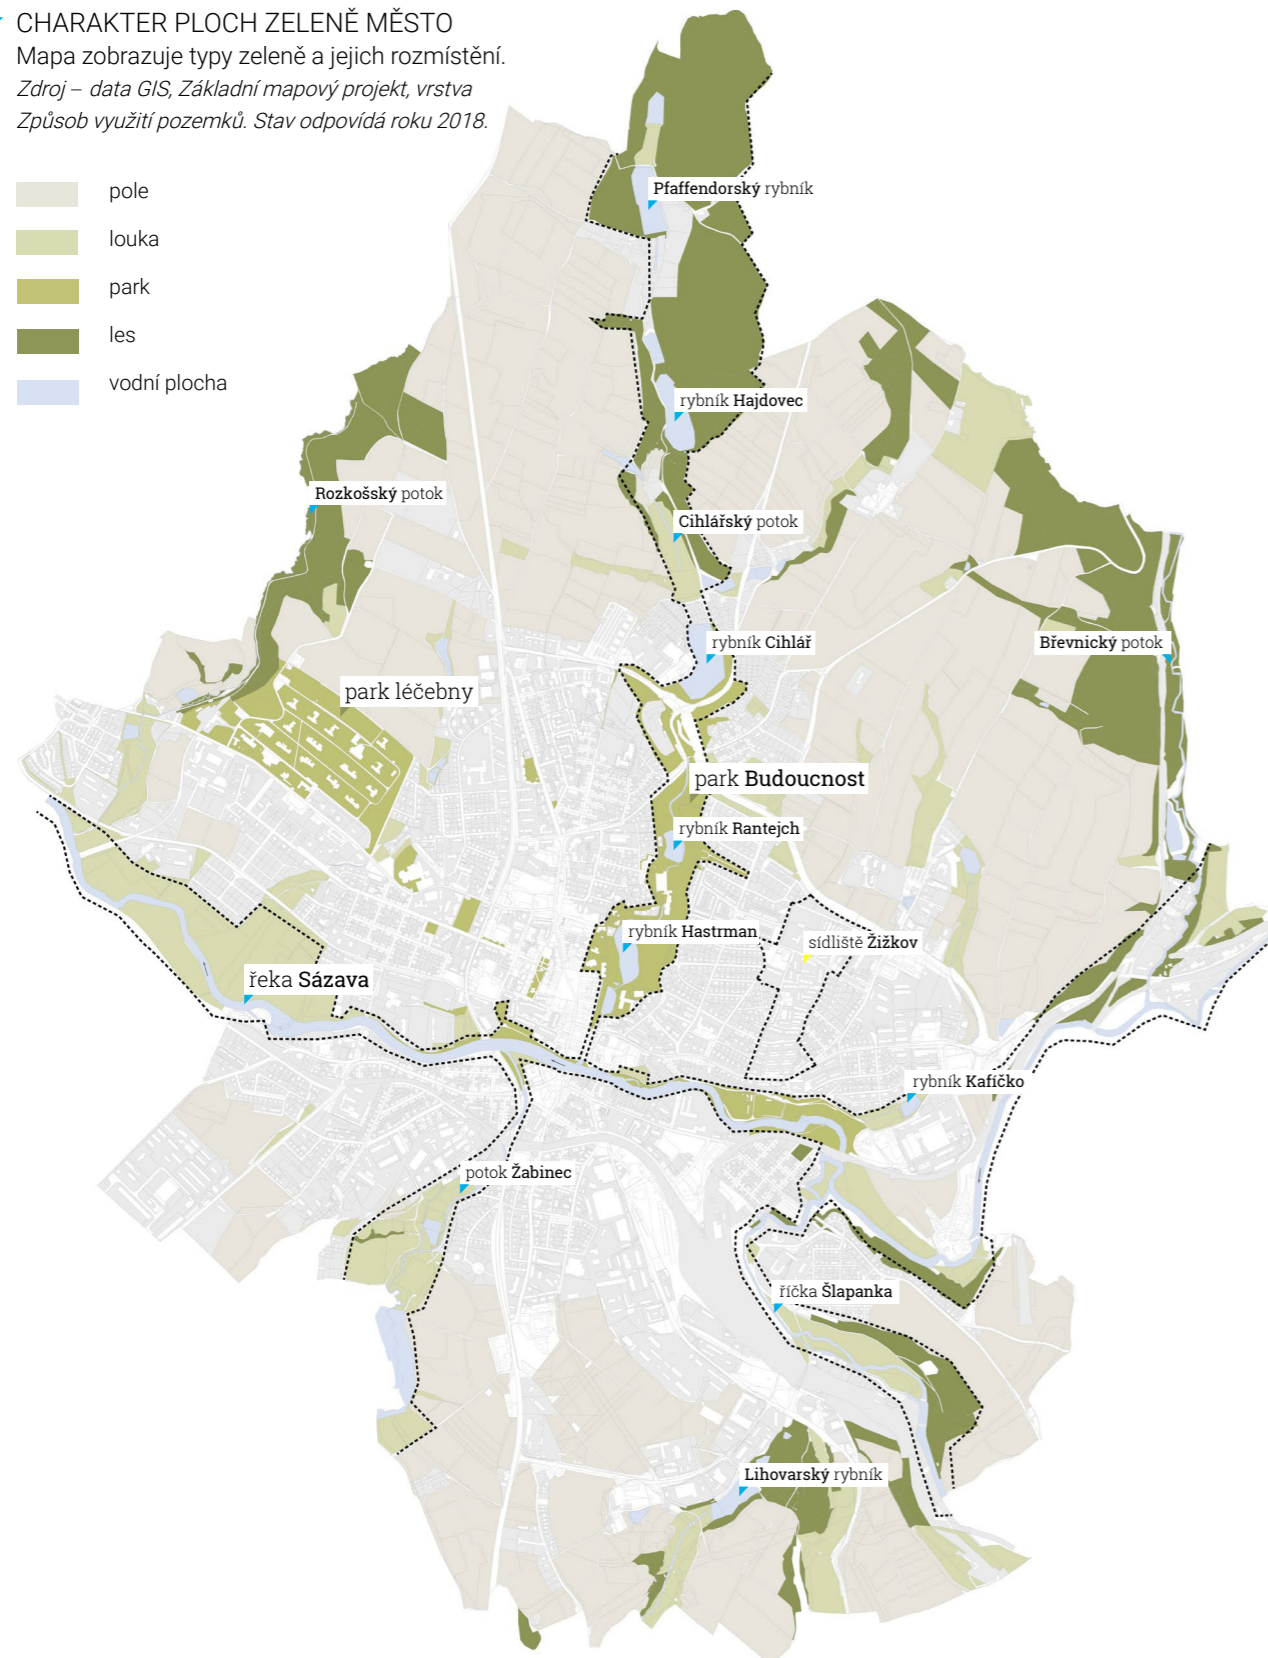 CHARAKTER PLOCH ZELENĚ MĚSTO
Mapa zobrazuje typy zeleně a jejich rozmístění.
Zdroj – data GIS, Základní mapový projekt, vrstva
Způsob využití pozemků. Stav odpovídá roku 2018.
pole
louka
park
les
vodní plocha
Pfaffendorský rybník
rybník Hajdovec
Rozkošský potok
Cihlářský potok
rybník Cihlář
Břevnický potok
park léčebny
park Budoucnost
rybník Rantejch
rybník Hastrman
sídliště Žižkov
řeka Sázava
rybník Kafíčko
potok Žabinec
říčka Šlapanka
Lihovarský rybník